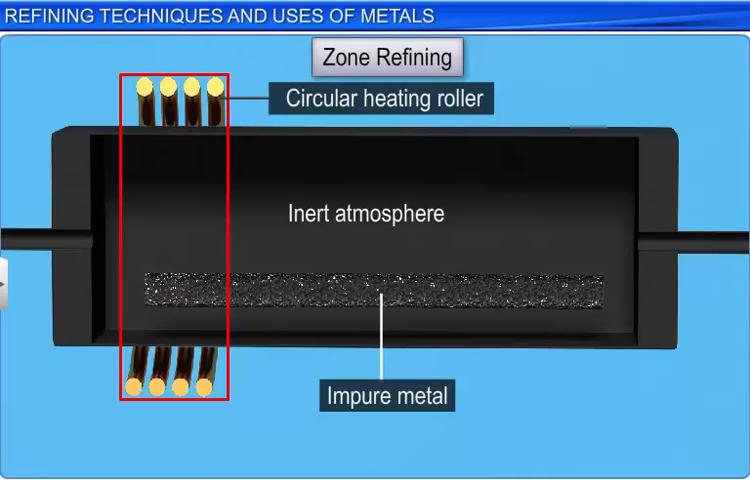 REFINING TECHNIQUES AND USES OF METALS
Zone Refining
Circular heating roller
Inert atmosphere
Impure metal